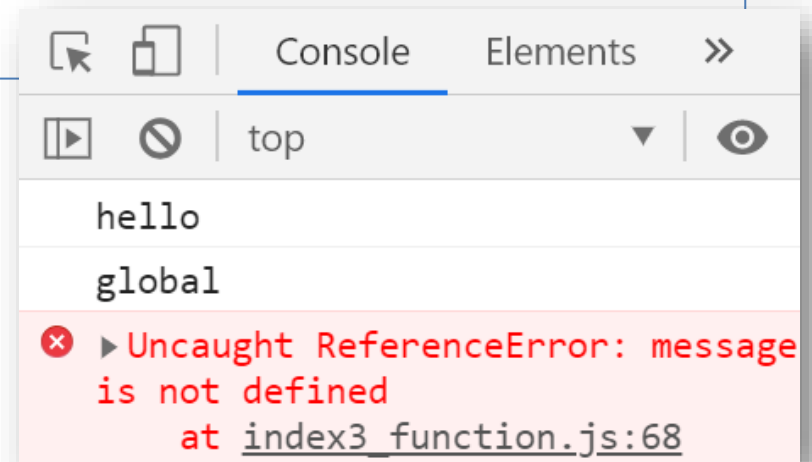 Console Elements »
top
hello
global
Uncaught ReferenceError: message
is not defined
at index3_function.js:68